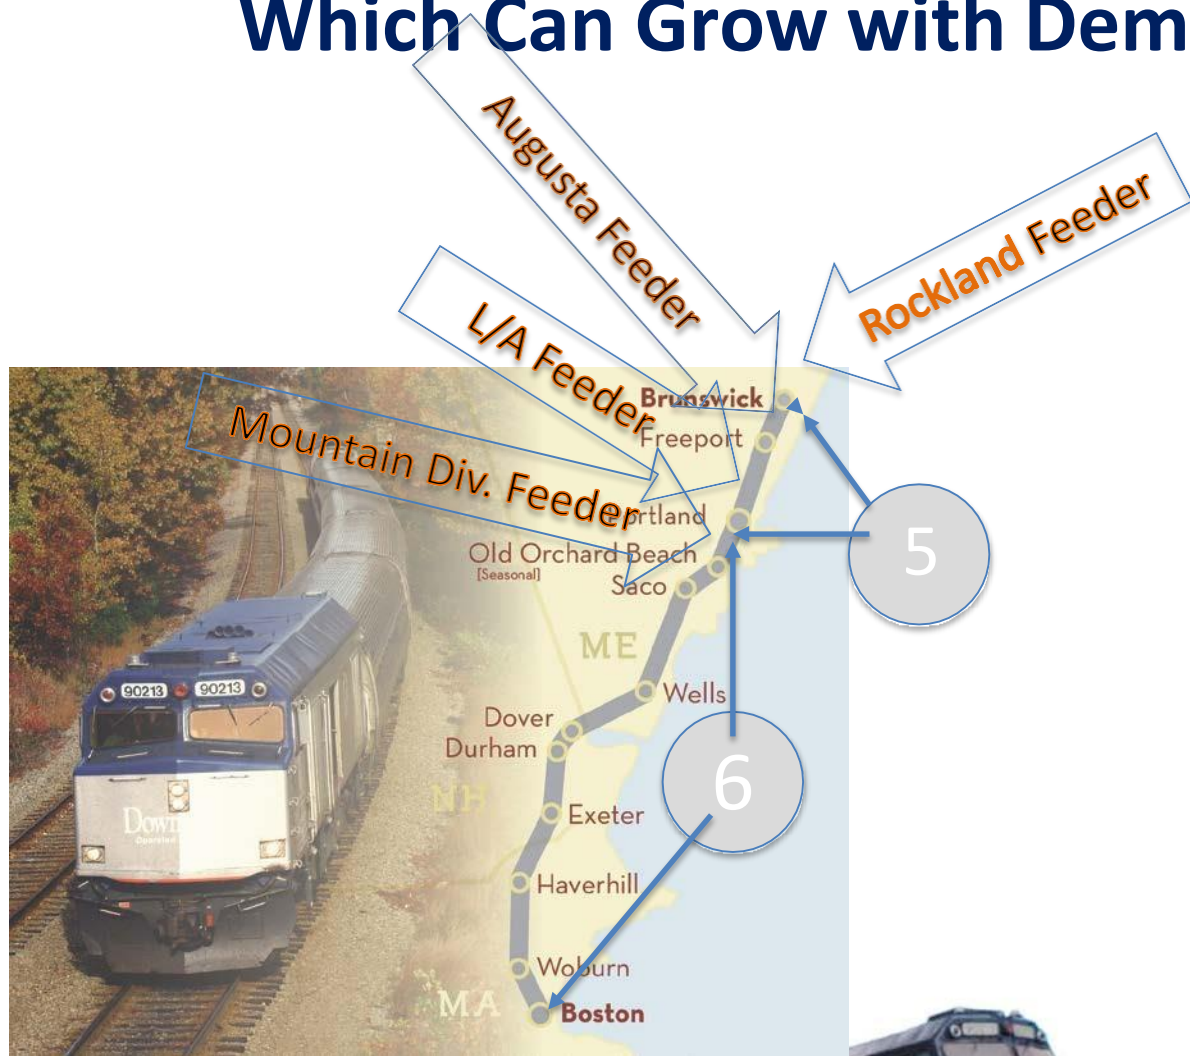 Which Can Grow with Dem
Augusta Feeder
Rockland Feeder
L/A Feeder
Mountain Div. Feeder
Brunswick
Freeport
Portland
Old Orchard Beach
[Seasonal]
Saco
5
ME
Wells
Dover
Durham
6
NH
Exeter
Haverhill
Woburn
MA
Boston
90213 90213
Down